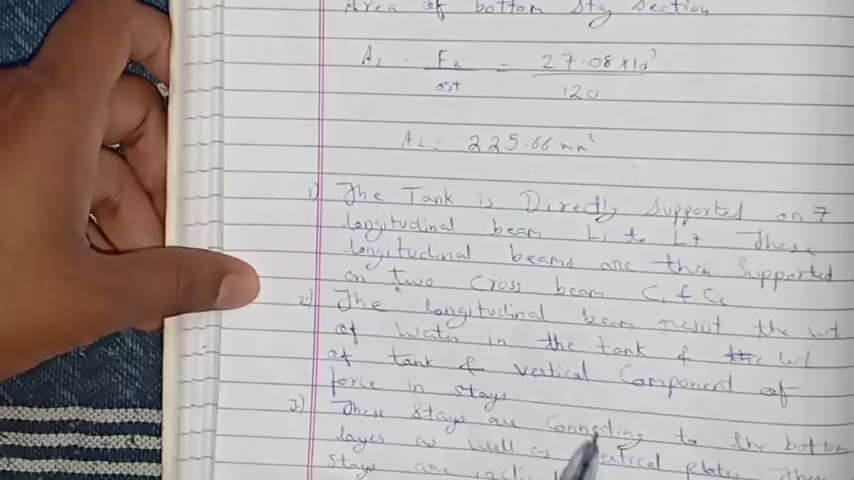 Area of bottom stay section
A₂ = F₂/σst = 27.08×10³/120
A₂ = 225.66 mm²
1) The Tank is Directly supported on 7
longitudinal beam L₁ to L7 These
longitudinal beams are then supported
on two cross beam C₁ & C₂
2) The longitudinal beam resist the wt
of water in the tank & the wt
of tank & vertical Component of
force in stays
3) These stays are Connecting to the bottom
layer as well as vertical plates These
stays are